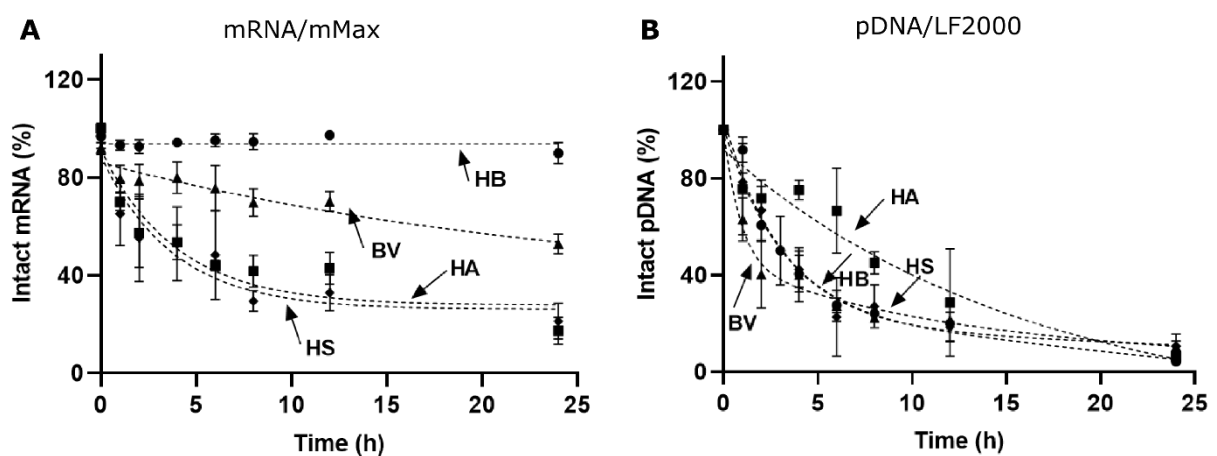 A
mRNA/mMax
Intact mRNA (%)
120
80
40
0
HB
BV
HA
HS
0
5
10
15
20
25
Time (h)
B
pDNA/LF2000
Intact pDNA (%)
120
80
40
0
HA
HB
HS
BV
0
5
10
15
20
25
Time (h)